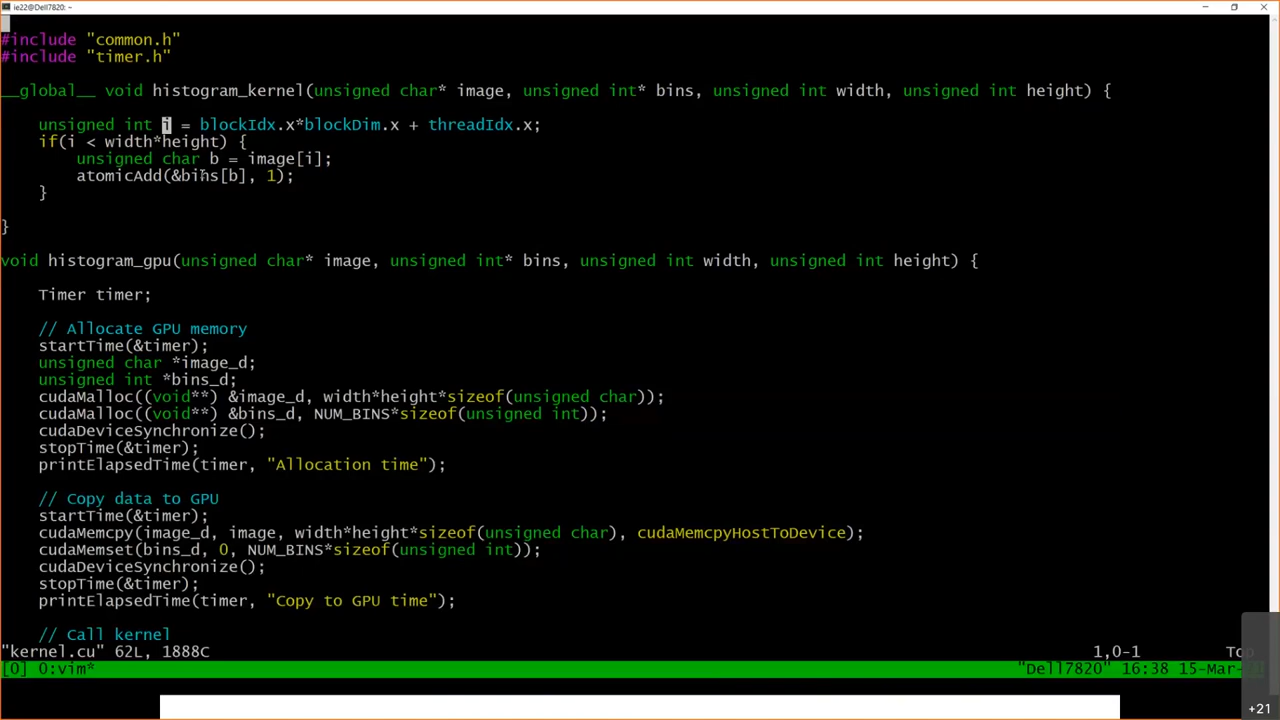 ie22@Dell7820: ~
#include "common.h"
#include "timer.h"
__global__ void histogram_kernel(unsigned char* image, unsigned int* bins, unsigned int width, unsigned int height) {
unsigned int i = blockIdx.x*blockDim.x + threadIdx.x;
if(i < width*height) {
unsigned char b = image[i];
atomicAdd(&bins[b], 1);
}
}
void histogram_gpu(unsigned char* image, unsigned int* bins, unsigned int width, unsigned int height) {
Timer timer;
// Allocate GPU memory
startTime(&timer);
unsigned char *image_d;
unsigned int *bins_d;
cudaMalloc((void**) &image_d, width*height*sizeof(unsigned char));
cudaMalloc((void**) &bins_d, NUM_BINS*sizeof(unsigned int));
cudaDeviceSynchronize();
stopTime(&timer);
printElapsedTime(timer, "Allocation time");
// Copy data to GPU
startTime(&timer);
cudaMemcpy(image_d, image, width*height*sizeof(unsigned char), cudaMemcpyHostToDevice);
cudaMemset(bins_d, 0, NUM_BINS*sizeof(unsigned int));
cudaDeviceSynchronize();
stopTime(&timer);
printElapsedTime(timer, "Copy to GPU time");
// Call kernel
"kernel.cu" 62L, 1888C 1,0-1 Top
[0] 0:vim* "Dell7820" 16:38 15-Mar-
+21